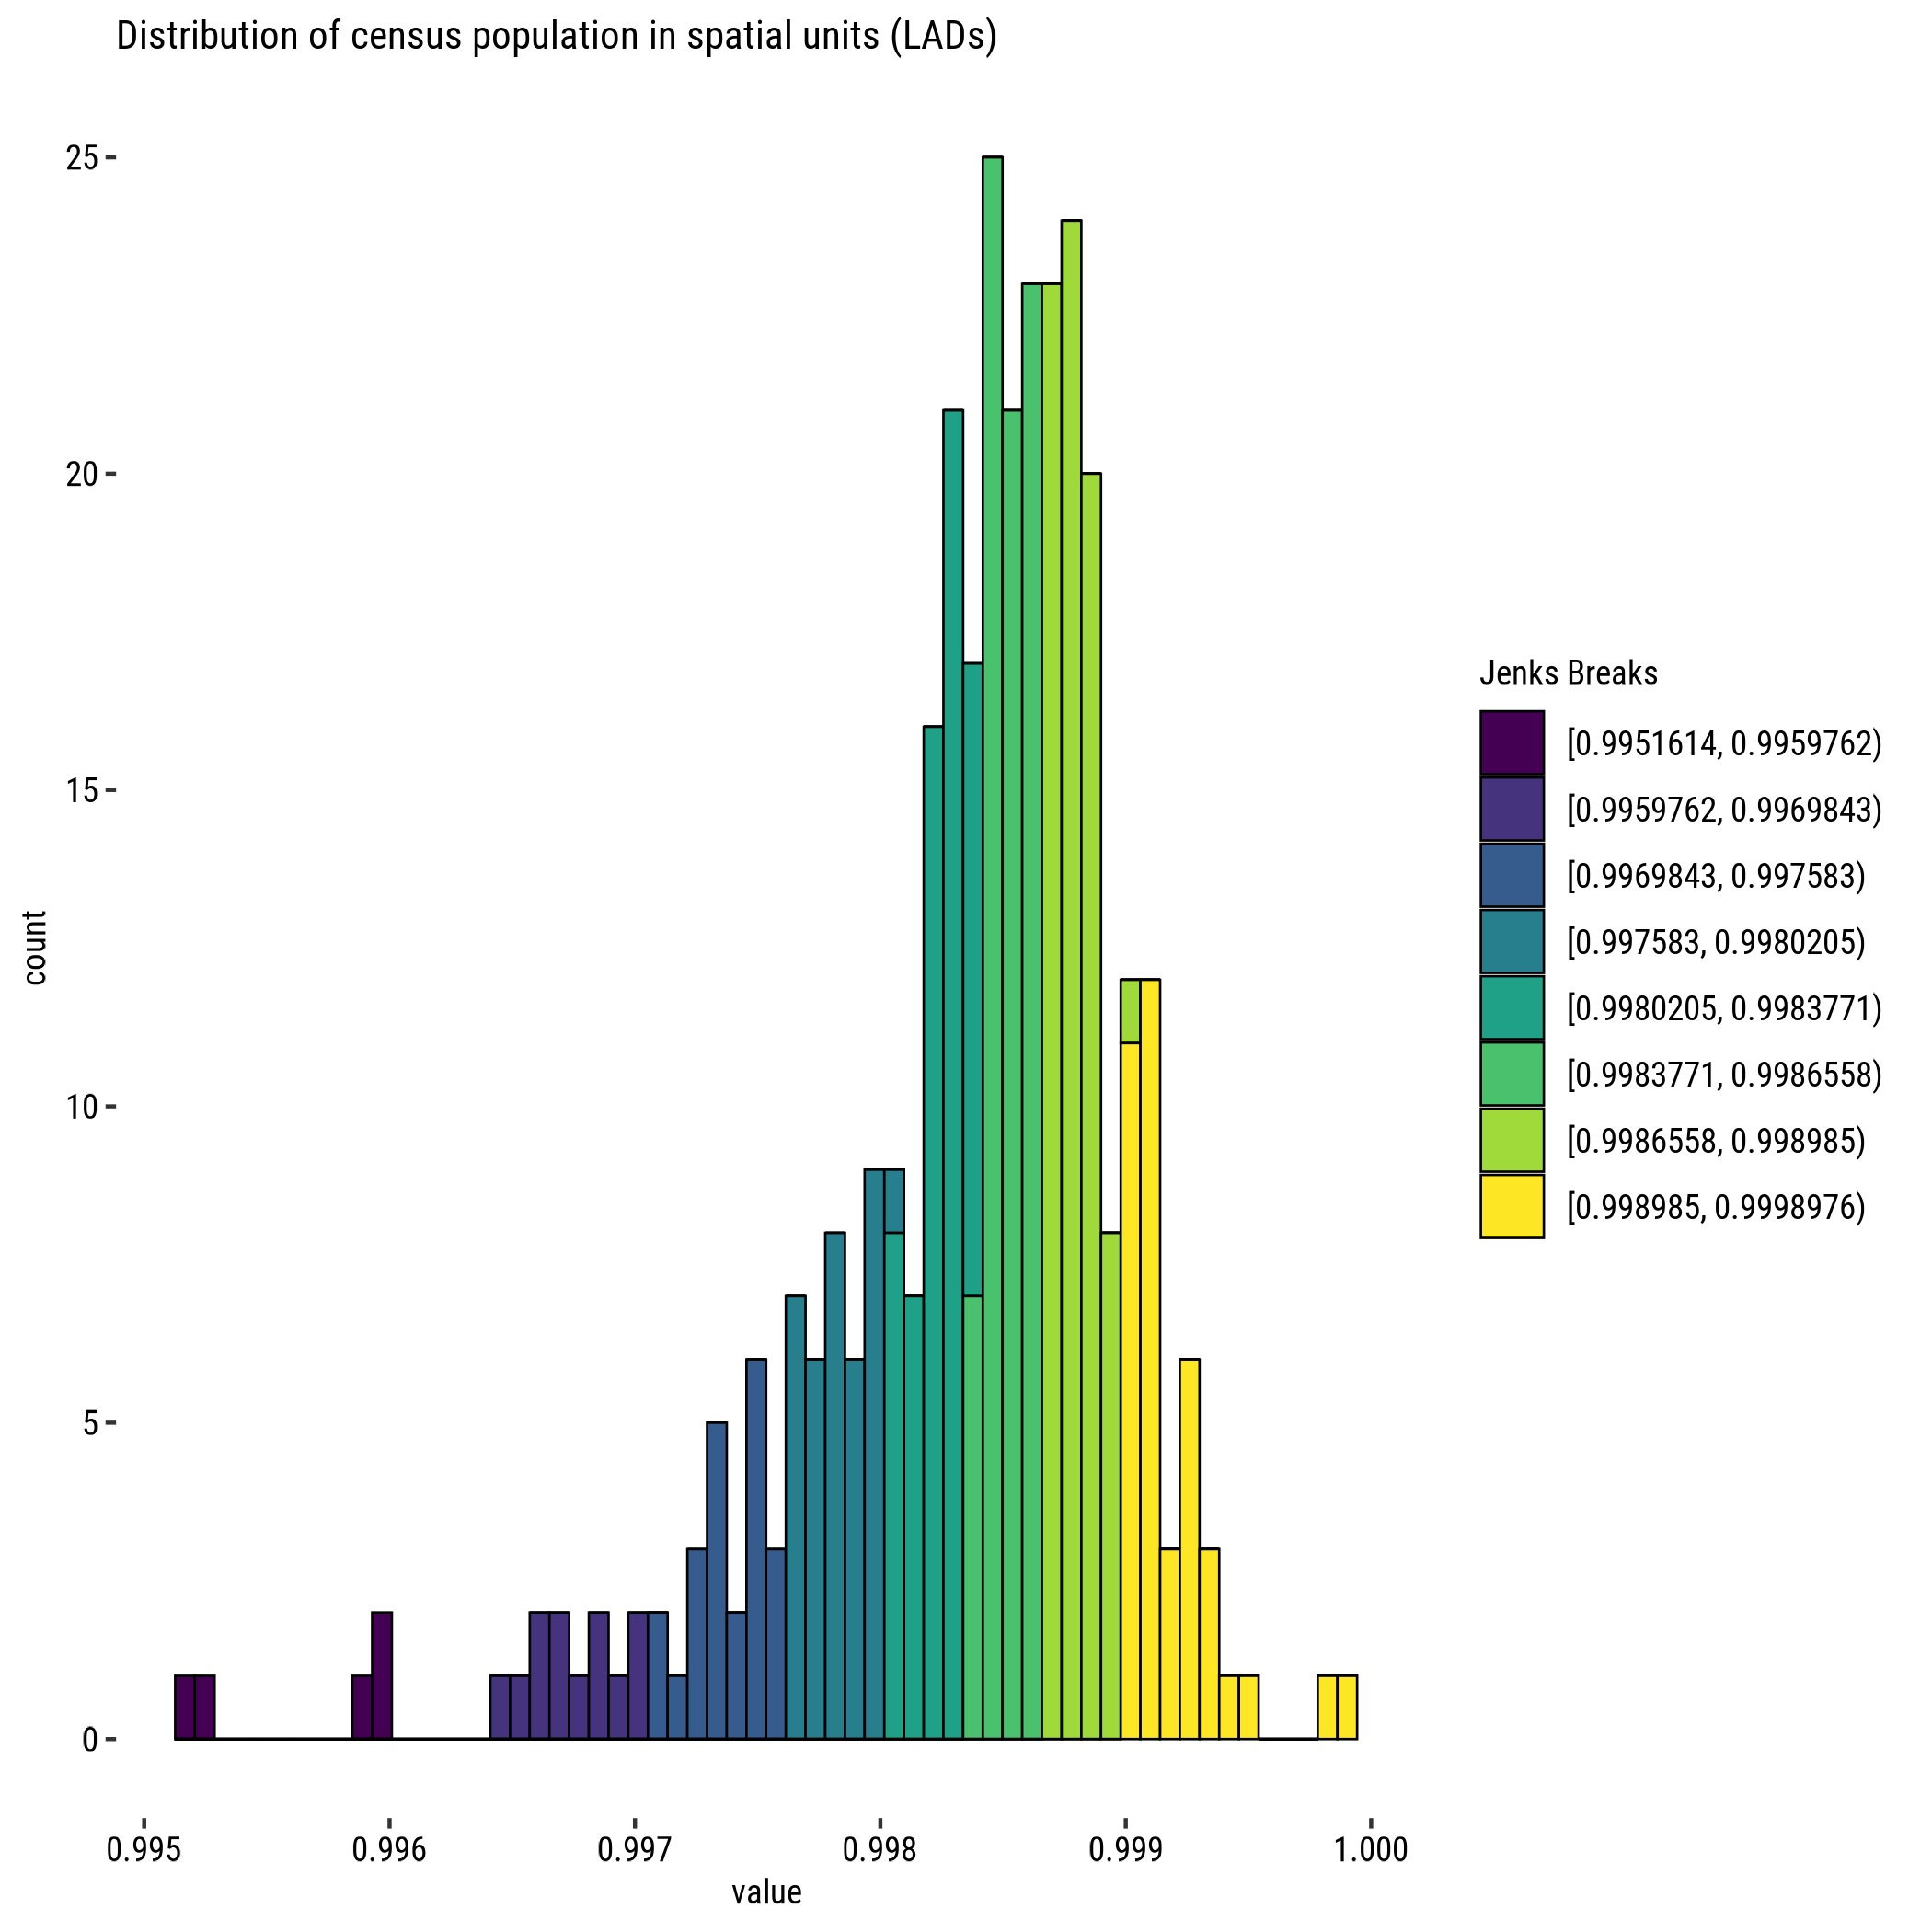 Distribution of census population in spatial units (LADs)
25
20
15
10
5
0
count
0.995 0.996 0.997 0.998 0.999 1.000
value
Jenks Breaks
[0.9951614, 0.9959762)
[0.9959762, 0.9969843)
[0.9969843, 0.997583)
[0.997583, 0.9980205)
[0.9980205, 0.9983771)
[0.9983771, 0.9986558)
[0.9986558, 0.998985)
[0.998985, 0.9998976)